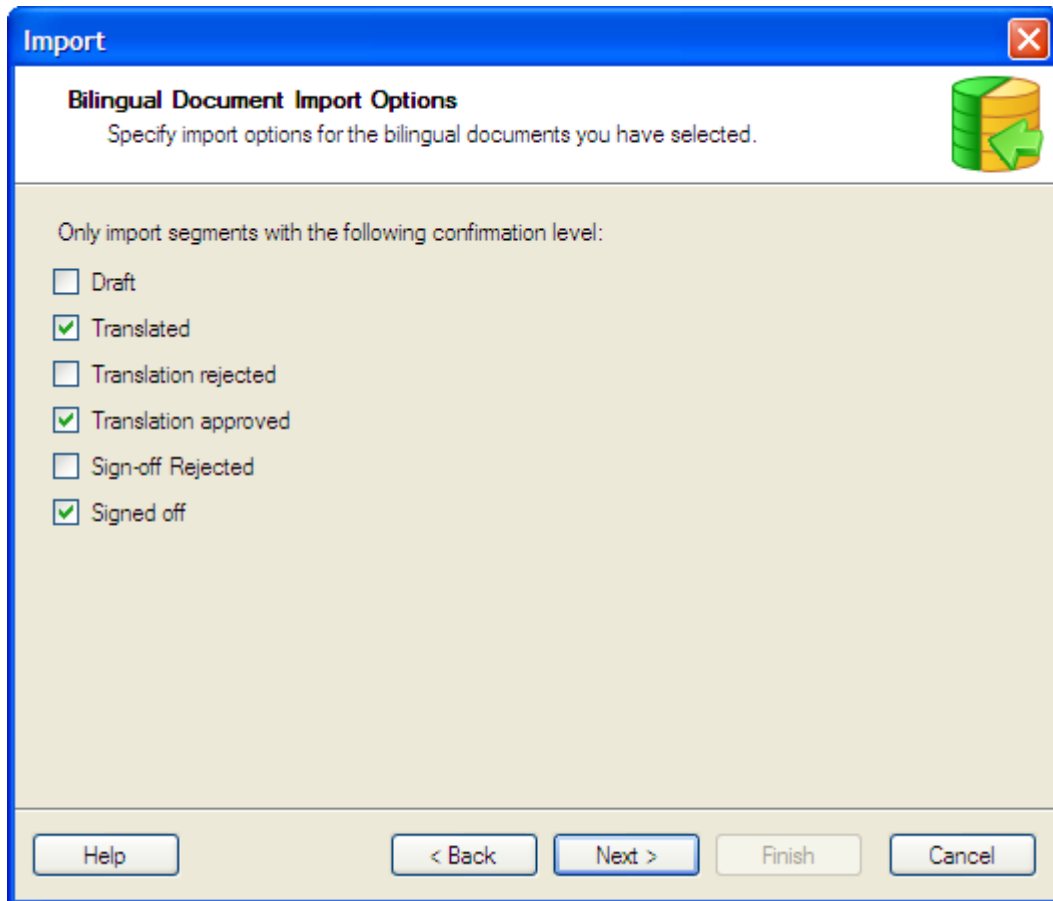 Import
Bilingual Document Import Options
Specify import options for the bilingual documents you have selected.
Only import segments with the following confirmation level:
Draft
Translated
Translation rejected
Translation approved
Sign-off Rejected
Signed off
Help < Back Next > Finish Cancel